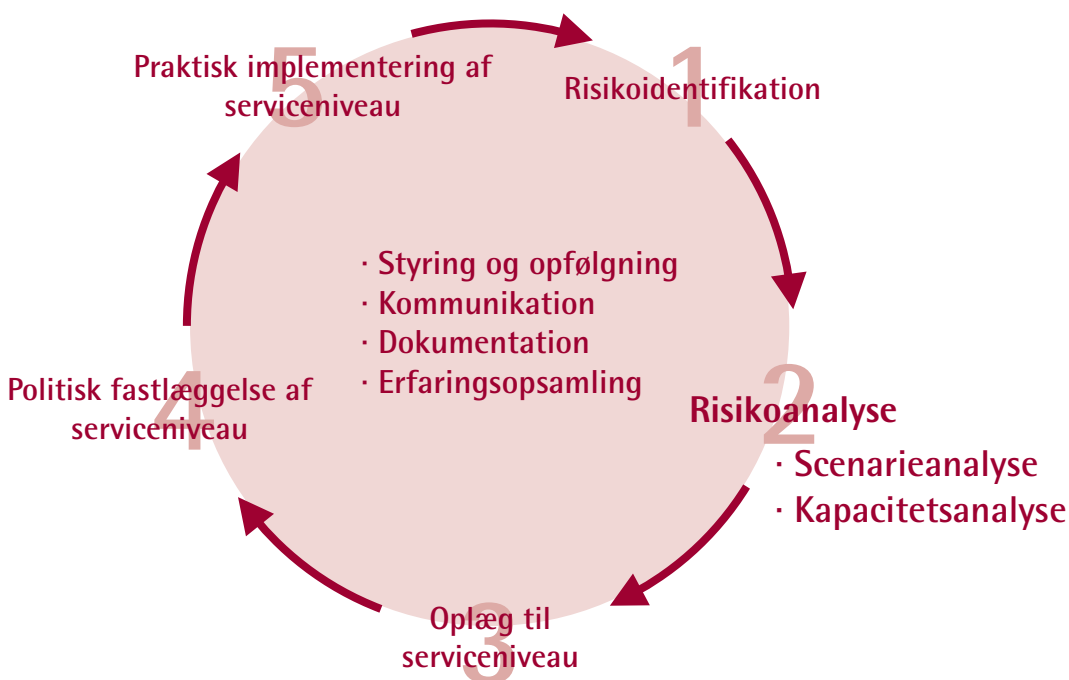 1
Risikoidentifikation
2
Risikoanalyse
· Scenarieanalyse
· Kapacitetsanalyse
3
Oplæg til
serviceniveau
4
Politisk fastlæggelse af
serviceniveau
5
Praktisk implementering af
serviceniveau
· Styring og opfølgning
· Kommunikation
· Dokumentation
· Erfaringsopsamling